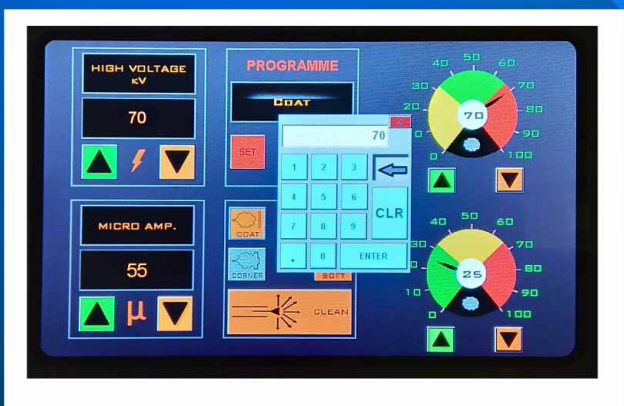 HIGH VOLTAGE
KV
70
MICRO AMP.
55
μ
PROGRAMME
COAT
SET
COAT
CORNER
SOFT
CLEAN
70
1 2 3
4 5 6 CLR
7 8 9
. 0 ENTER
0 20 30 40 50 60 70 80 90 100
70
0 10 20 30 40 50 60 70 80 90 100
25